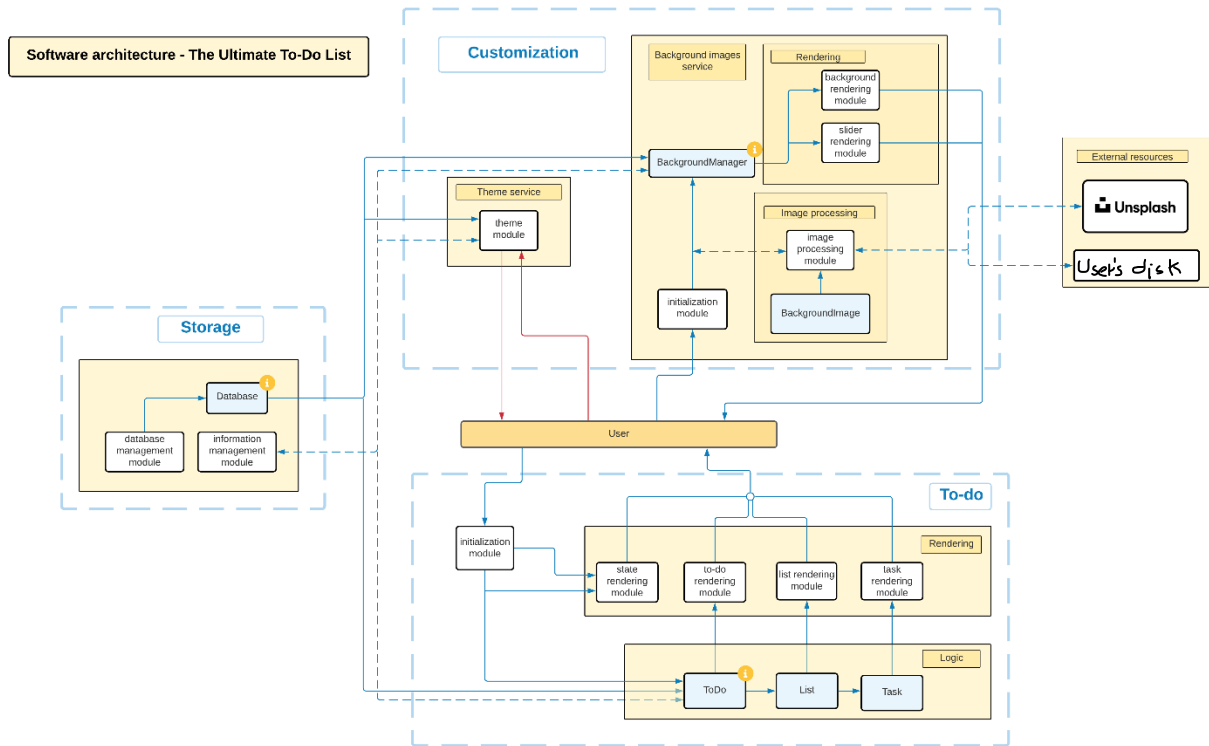 Software architecture - The Ultimate To-Do List
Customization
Background images
service
Rendering
background
rendering
module
slider
rendering
module
BackgroundManager
i
Theme service
theme
module
Image processing
image
processing
module
BackgroundImage
initialization
module
External resources
Unsplash
User's disk
Storage
Database
i
database
management
module
information
management
module
User
To-do
initialization
module
Rendering
state
rendering
module
to-do
rendering
module
list rendering
module
task
rendering
module
Logic
ToDo
i
List
Task